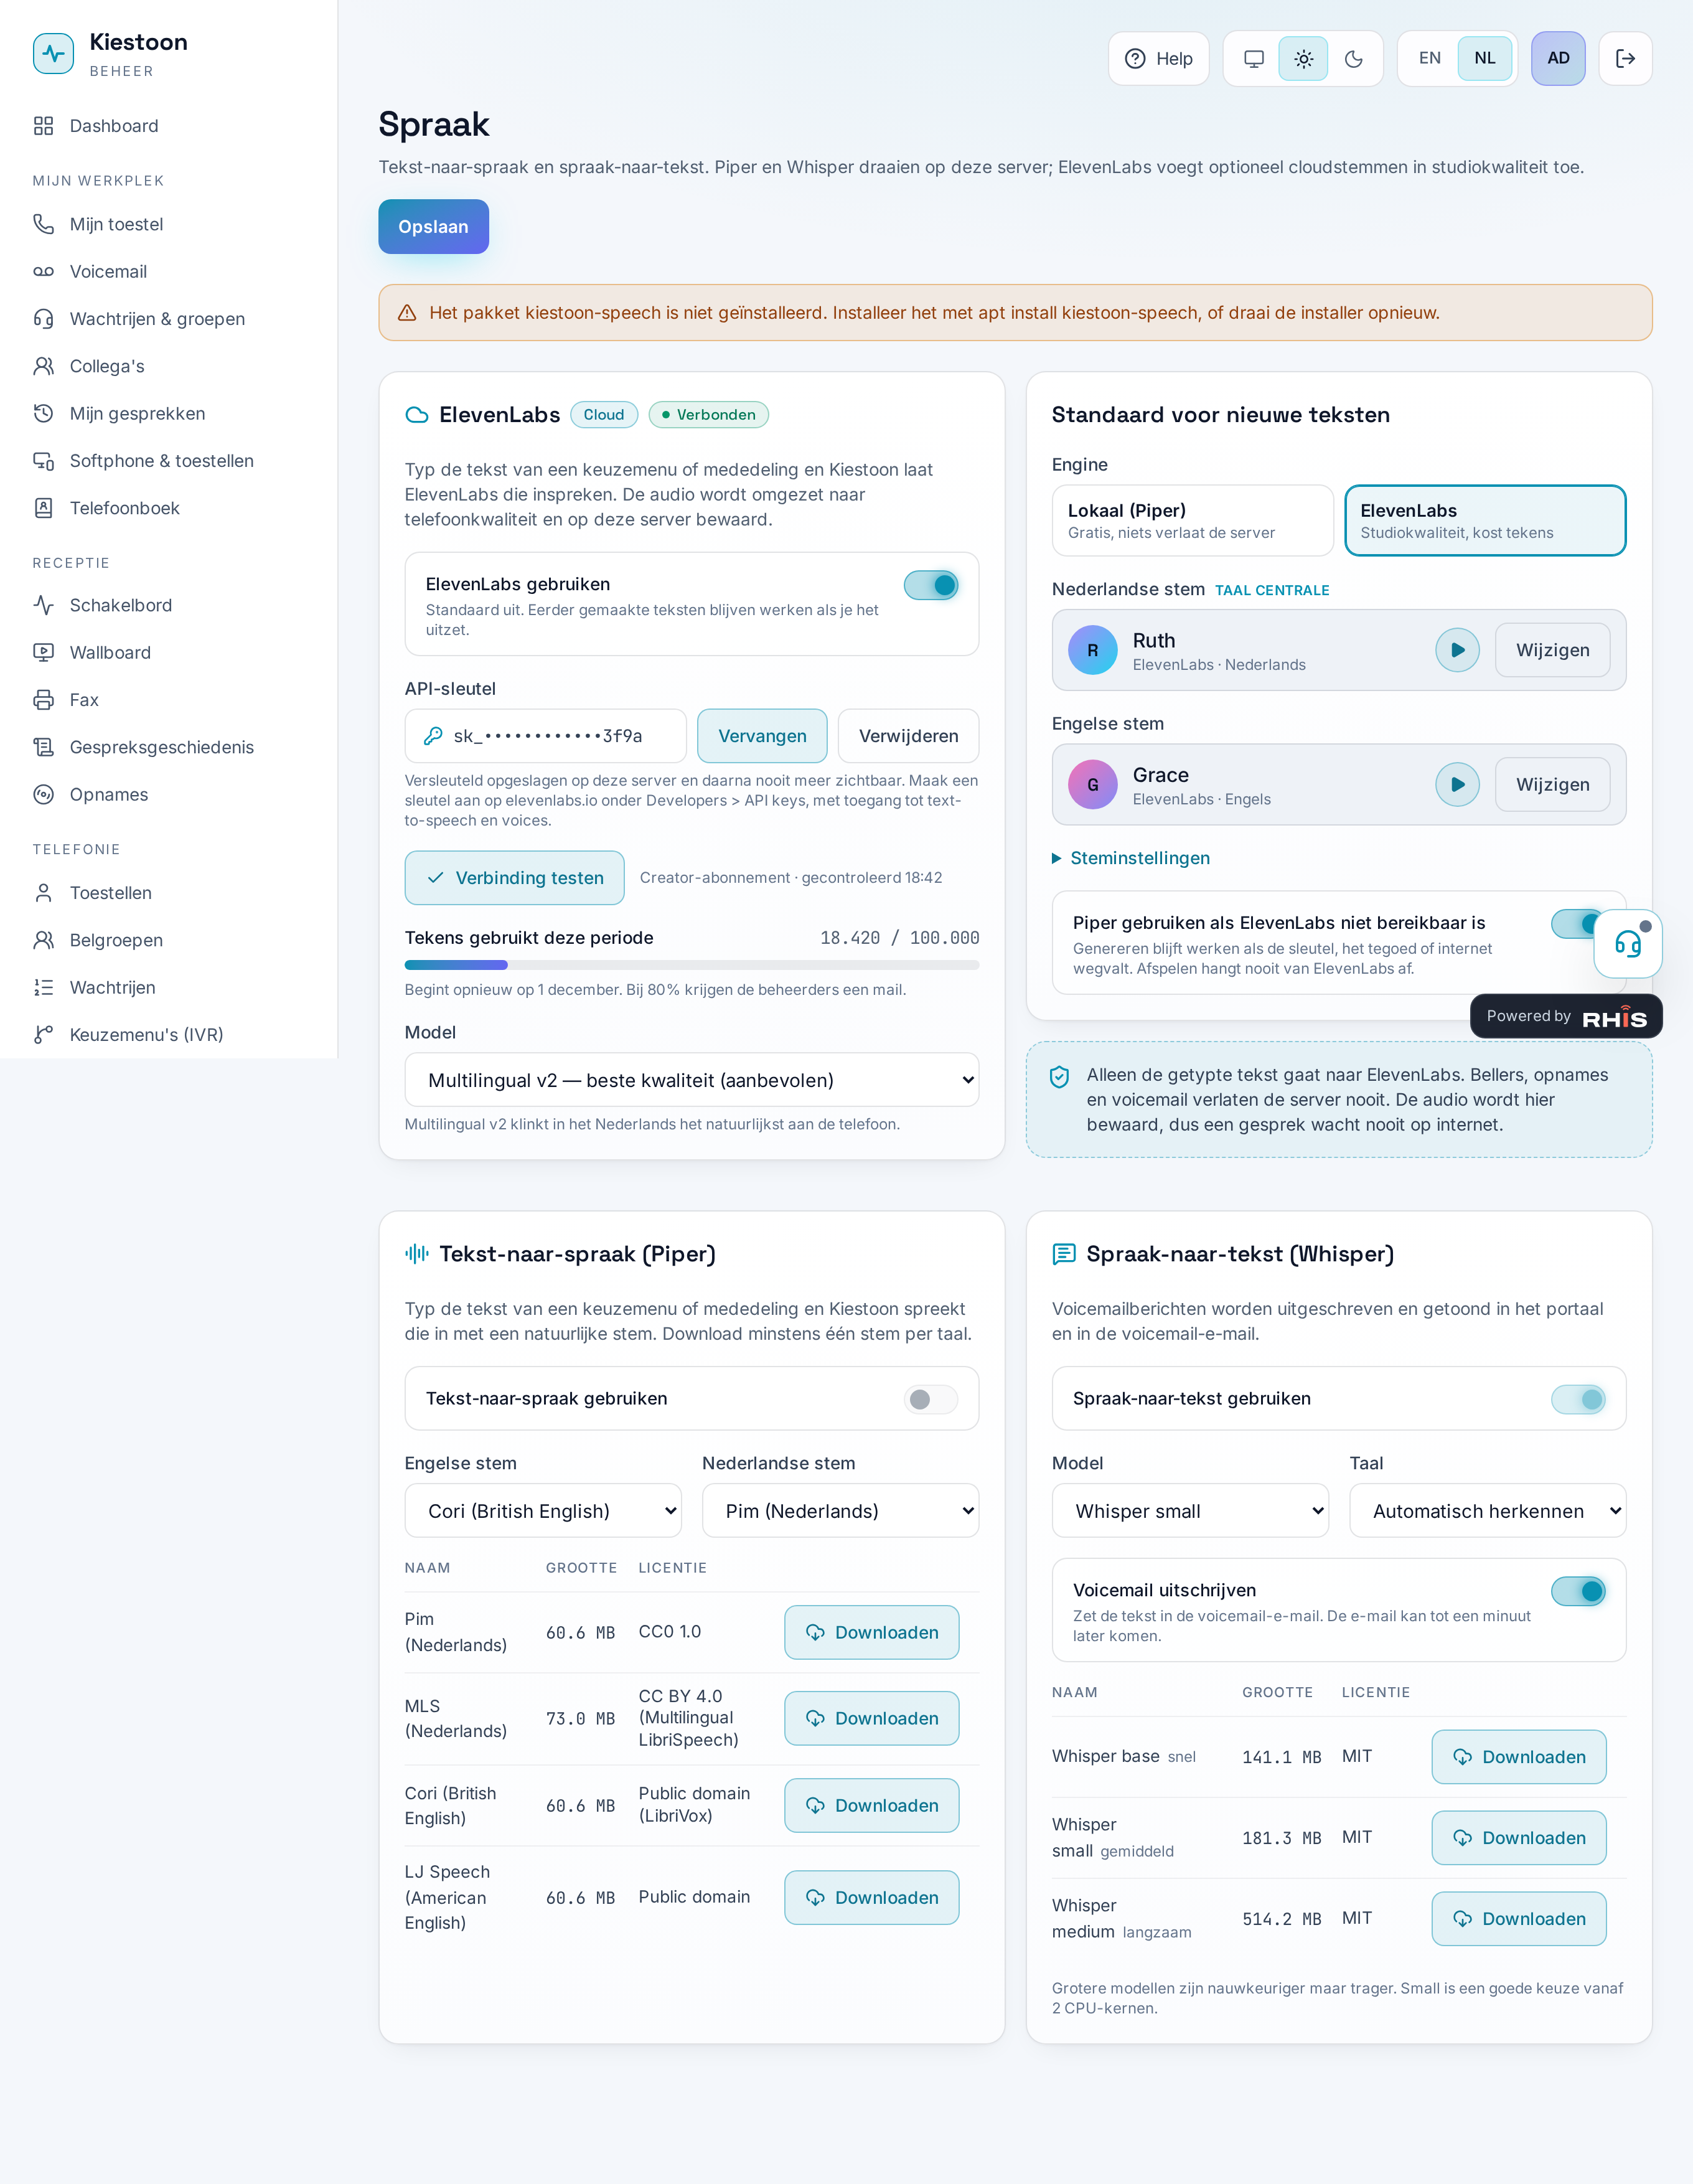 Kiestoon
BEHEER
Dashboard
MIJN WERKPLEK
Mijn toestel
Voicemail
Wachtrijen & groepen
Collega's
Mijn gesprekken
Softphone & toestellen
Telefoonboek
RECEPTIE
Schakelbord
Wallboard
Fax
Gespreksgeschiedenis
Opnames
TELEFONIE
Toestellen
Belgroepen
Wachtrijen
Keuzemenu's (IVR)
Help
EN
NL
AD
Spraak
Tekst-naar-spraak en spraak-naar-tekst. Piper en Whisper draaien op deze server; ElevenLabs voegt optioneel cloudstemmen in studiokwaliteit toe.
Opslaan
Het pakket kiestoon-speech is niet geïnstalleerd. Installeer het met apt install kiestoon-speech, of draai de installer opnieuw.
ElevenLabs Cloud Verbonden
Typ de tekst van een keuzemenu of mededeling en Kiestoon laat
ElevenLabs die inspreken. De audio wordt omgezet naar
telefoonkwaliteit en op deze server bewaard.
ElevenLabs gebruiken
Standaard uit. Eerder gemaakte teksten blijven werken als je het
uitzet.
API-sleutel
sk_••••••••••••3f9a Vervangen Verwijderen
Versleuteld opgeslagen op deze server en daarna nooit meer zichtbaar. Maak een
sleutel aan op elevenlabs.io onder Developers > API keys, met toegang tot text-
to-speech en voices.
Verbinding testen Creator-abonnement · gecontroleerd 18:42
Tekens gebruikt deze periode 18.420 / 100.000
Begint opnieuw op 1 december. Bij 80% krijgen de beheerders een mail.
Model
Multilingual v2 — beste kwaliteit (aanbevolen)
Multilingual v2 klinkt in het Nederlands het natuurlijkst aan de telefoon.
Standaard voor nieuwe teksten
Engine
Lokaal (Piper)
Gratis, niets verlaat de server
ElevenLabs
Studiokwaliteit, kost tekens
Nederlandse stem TAAL CENTRALE
R
Ruth
ElevenLabs · Nederlands
Wijzigen
Engelse stem
G
Grace
ElevenLabs · Engels
Wijzigen
Steminstellingen
Piper gebruiken als ElevenLabs niet bereikbaar is
Genereren blijft werken als de sleutel, het tegoed of internet
wegvalt. Afspelen hangt nooit van ElevenLabs af.
Powered by RHiS
Alleen de getypte tekst gaat naar ElevenLabs. Bellers, opnames
en voicemail verlaten de server nooit. De audio wordt hier
bewaard, dus een gesprek wacht nooit op internet.
Tekst-naar-spraak (Piper)
Typ de tekst van een keuzemenu of mededeling en Kiestoon spreekt
die in met een natuurlijke stem. Download minstens één stem per taal.
Tekst-naar-spraak gebruiken
Engelse stem Nederlandse stem
Cori (British English) Pim (Nederlands)
NAAM GROOTTE LICENTIE
Pim
(Nederlands)
60.6 MB CC0 1.0 Downloaden
MLS
(Nederlands)
73.0 MB
CC BY 4.0
(Multilingual
LibriSpeech)
Downloaden
Cori (British
English)
60.6 MB
Public domain
(LibriVox)
Downloaden
LJ Speech
(American
English)
60.6 MB Public domain Downloaden
Spraak-naar-tekst (Whisper)
Voicemailberichten worden uitgeschreven en getoond in het portaal
en in de voicemail-e-mail.
Spraak-naar-tekst gebruiken
Model Taal
Whisper small Automatisch herkennen
Voicemail uitschrijven
Zet de tekst in de voicemail-e-mail. De e-mail kan tot een minuut
later komen.
NAAM GROOTTE LICENTIE
Whisper base snel 141.1 MB MIT Downloaden
Whisper
small gemiddeld
181.3 MB MIT Downloaden
Whisper
medium langzaam
514.2 MB MIT Downloaden
Grotere modellen zijn nauwkeuriger maar trager. Small is een goede keuze vanaf
2 CPU-kernen.